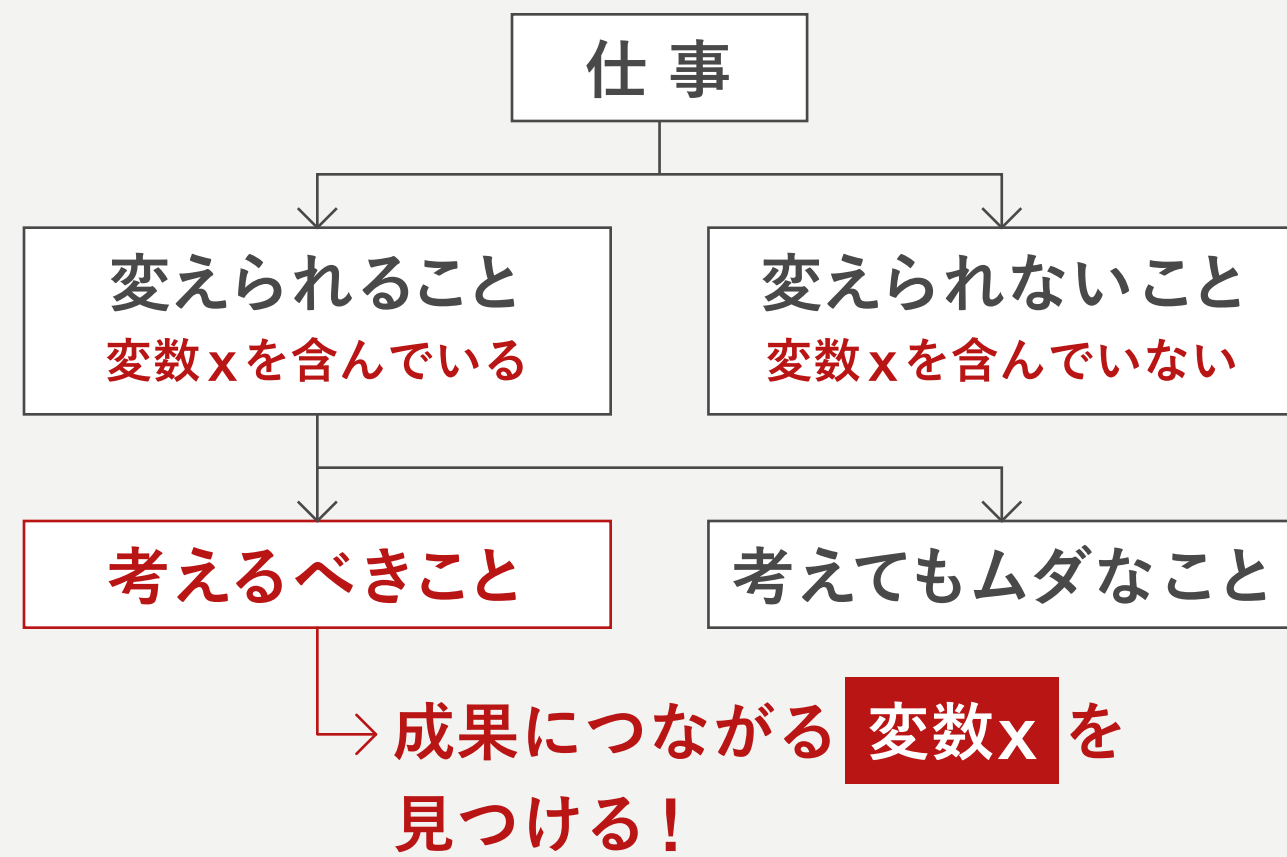 仕事
変えられること
変数xを含んでいる
変えられないこと
変数xを含んでいない
考えるべきこと
考えてもムダなこと
成果につながる 変数x を
見つける！